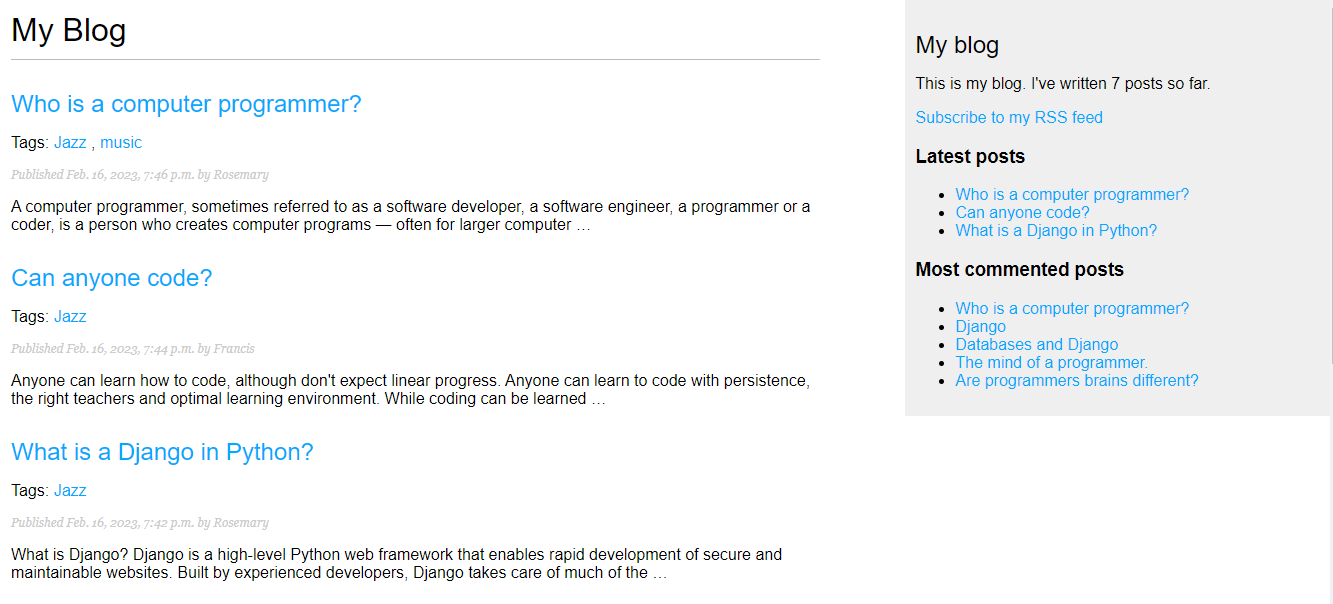 My Blog
Who is a computer programmer?
Tags: Jazz , music
Published Feb. 16, 2023, 7:46 p.m. by Rosemary
A computer programmer, sometimes referred to as a software developer, a software engineer, a programmer or a
coder, is a person who creates computer programs — often for larger computer …
Can anyone code?
Tags: Jazz
Published Feb. 16, 2023, 7:44 p.m. by Francis
Anyone can learn how to code, although don't expect linear progress. Anyone can learn to code with persistence,
the right teachers and optimal learning environment. While coding can be learned …
What is a Django in Python?
Tags: Jazz
Published Feb. 16, 2023, 7:42 p.m. by Rosemary
What is Django? Django is a high-level Python web framework that enables rapid development of secure and
maintainable websites. Built by experienced developers, Django takes care of much of the …
My blog
This is my blog. I've written 7 posts so far.
Subscribe to my RSS feed
Latest posts
• Who is a computer programmer?
• Can anyone code?
• What is a Django in Python?
Most commented posts
• Who is a computer programmer?
• Django
• Databases and Django
• The mind of a programmer.
• Are programmers brains different?